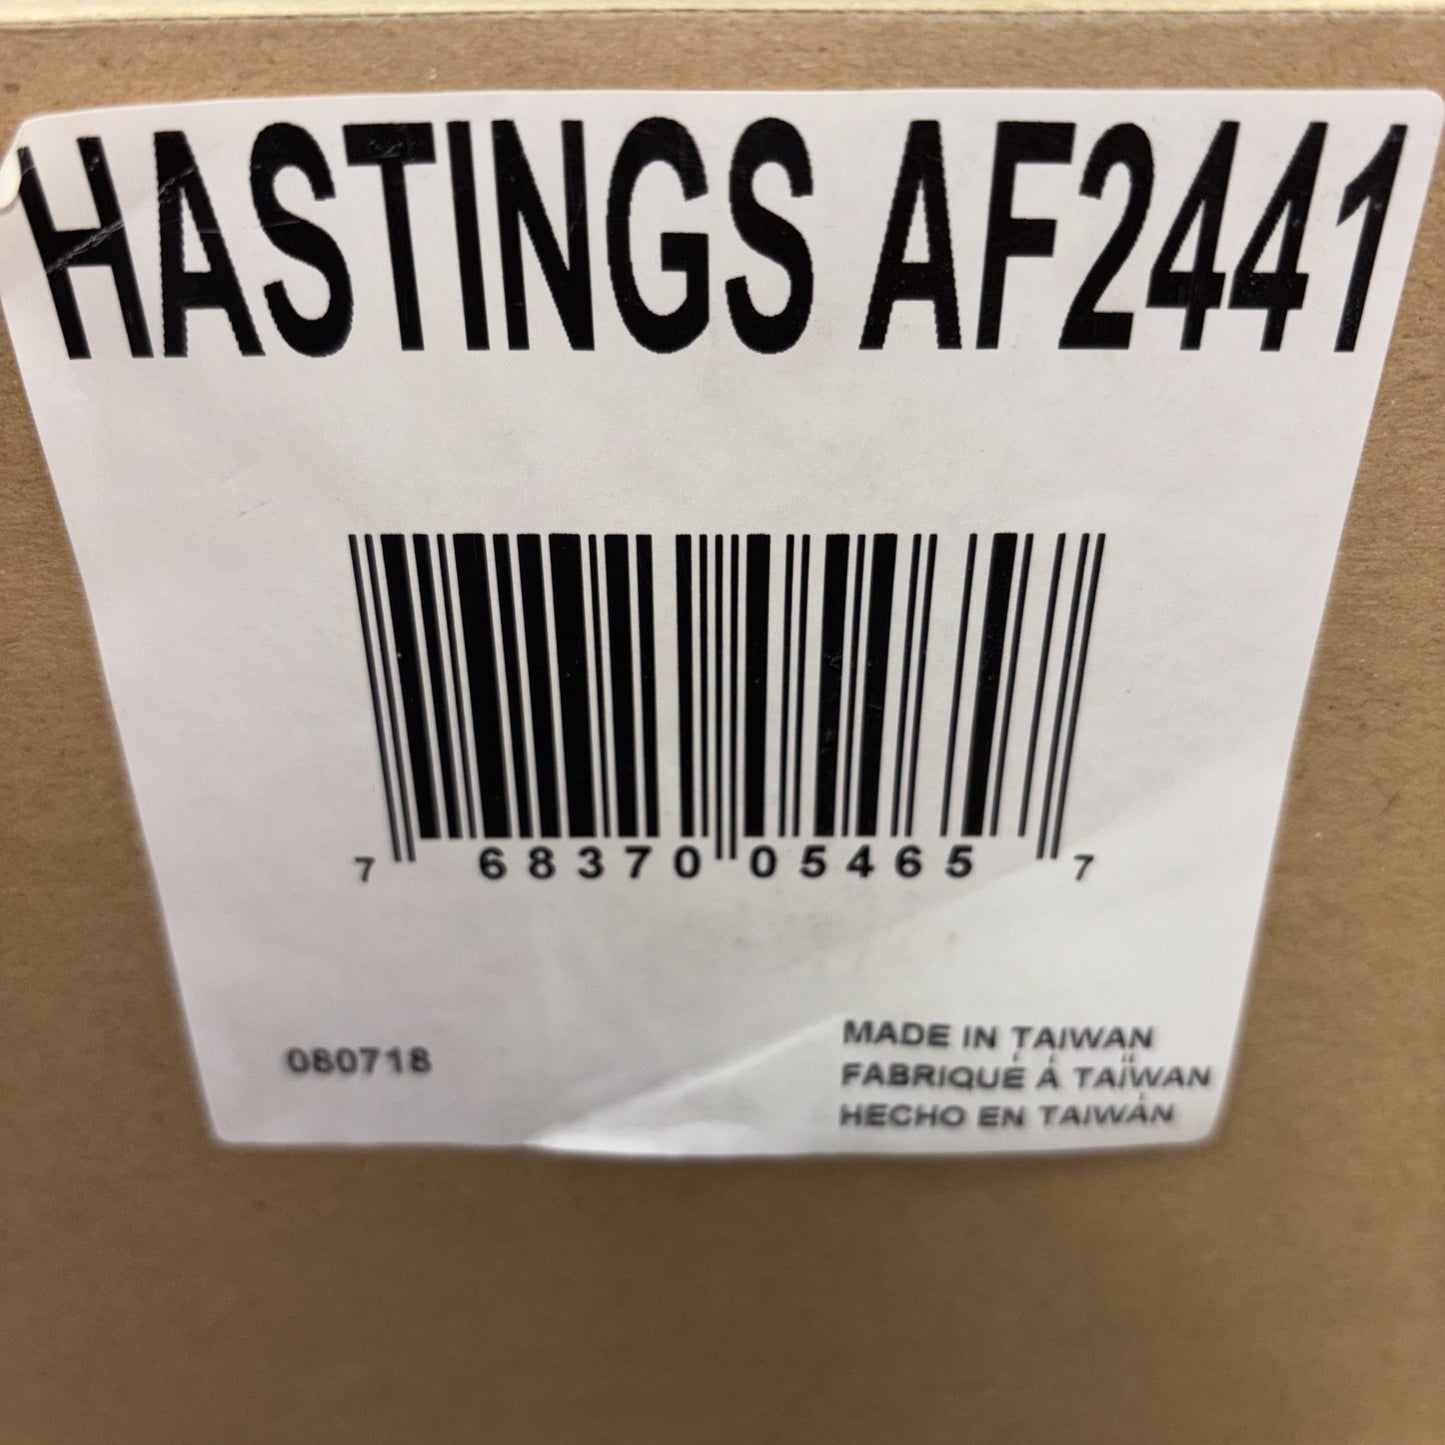 HASTINGS AF2441
7 68370 05465 7
080718
MADE IN TAIWAN
FABRIQUÉ Á TAÏWAN
HECHO EN TAIWÁN